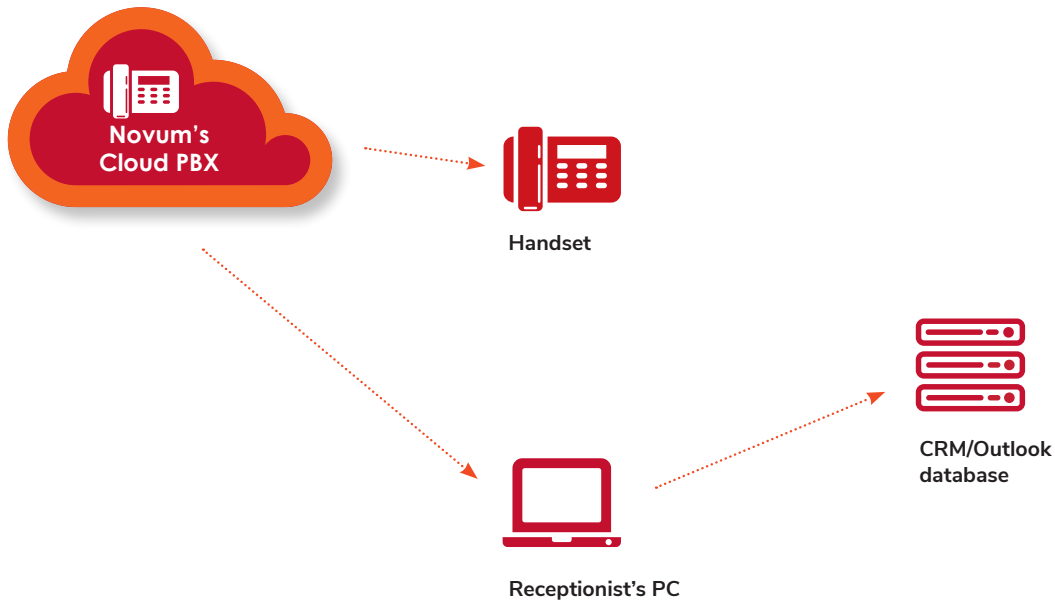 Novum’s
Cloud PBX
Handset
CRM/Outlook
database
Receptionist’s PC